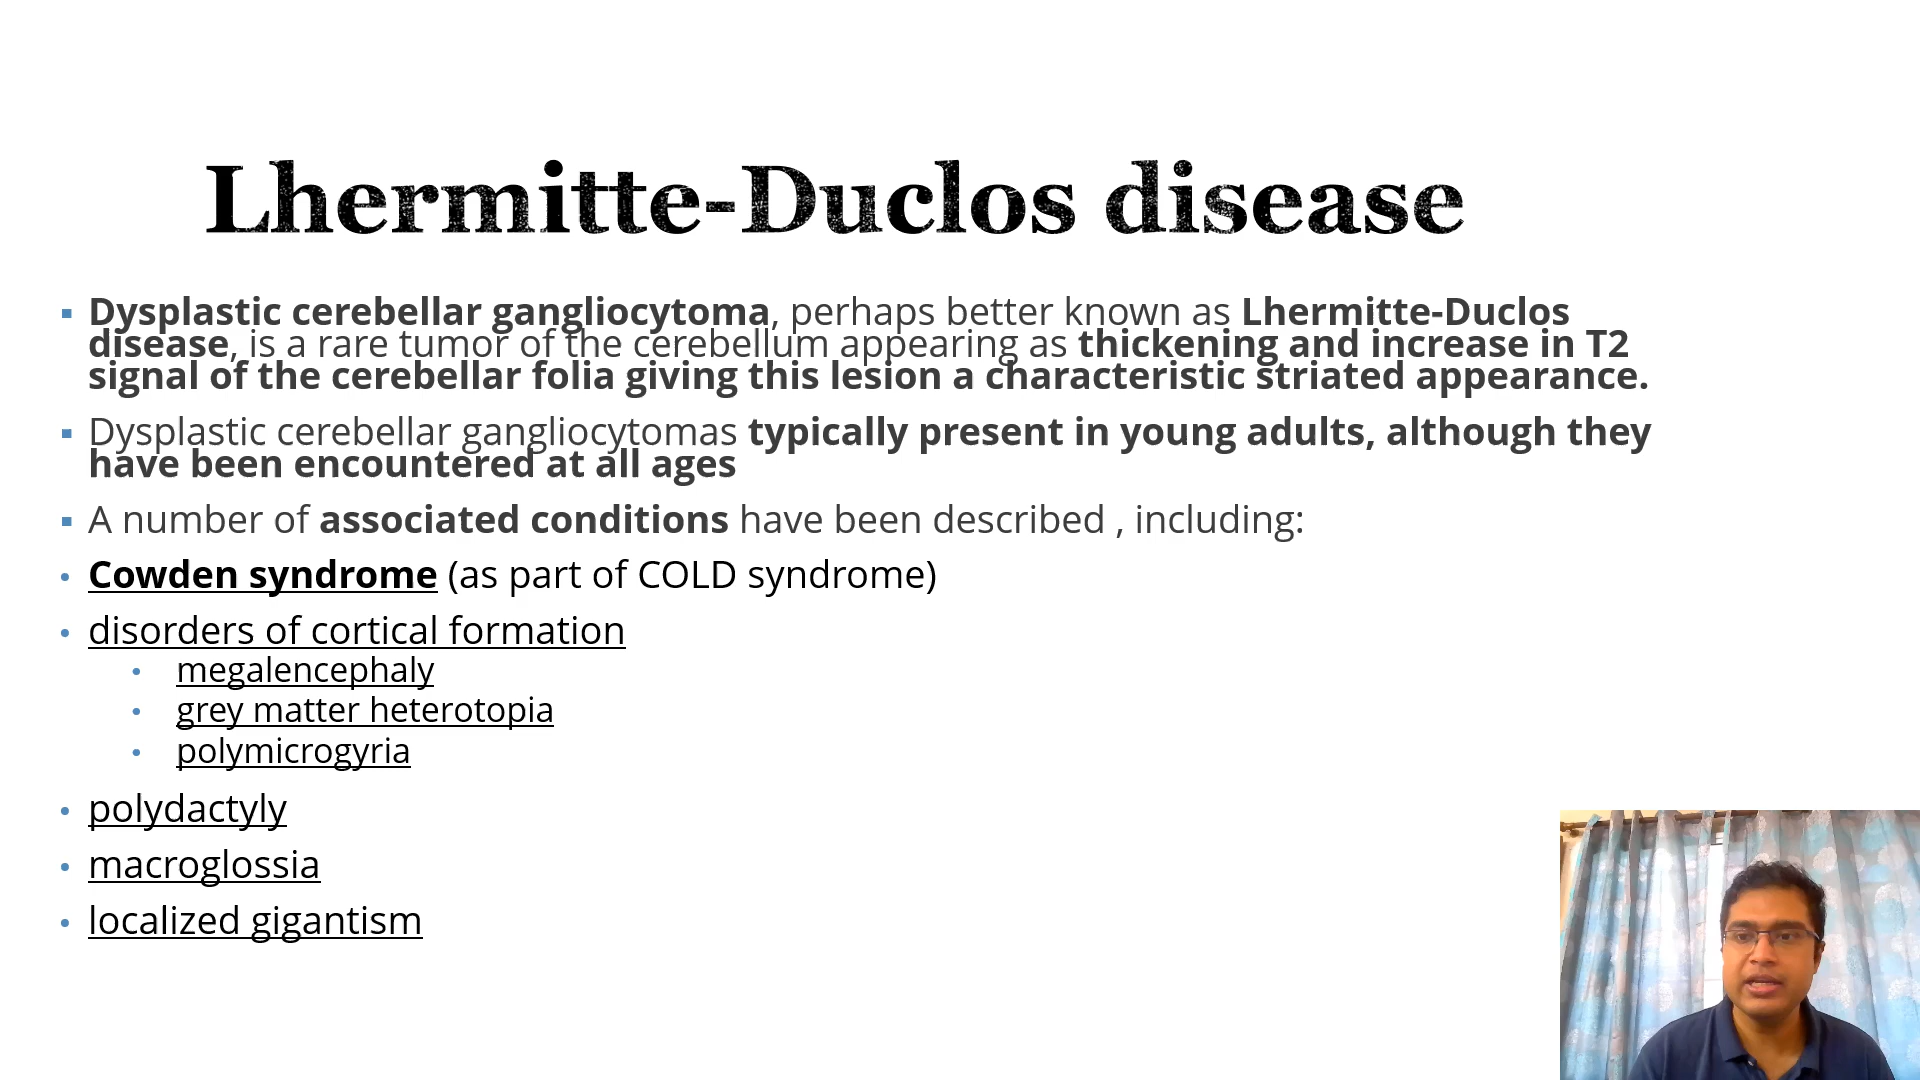 Lhermitte-Duclos disease
Dysplastic cerebellar gangliocytoma, perhaps better known as Lhermitte-Duclos
disease, is a rare tumor of the cerebellum appearing as thickening and increase in T2
signal of the cerebellar folia giving this lesion a characteristic striated appearance.
Dysplastic cerebellar gangliocytomas typically present in young adults, although they
have been encountered at all ages
A number of associated conditions have been described , including:
Cowden syndrome (as part of COLD syndrome)
disorders of cortical formation
megalencephaly
grey matter heterotopia
polymicrogyria
polydactyly
macroglossia
localized gigantism